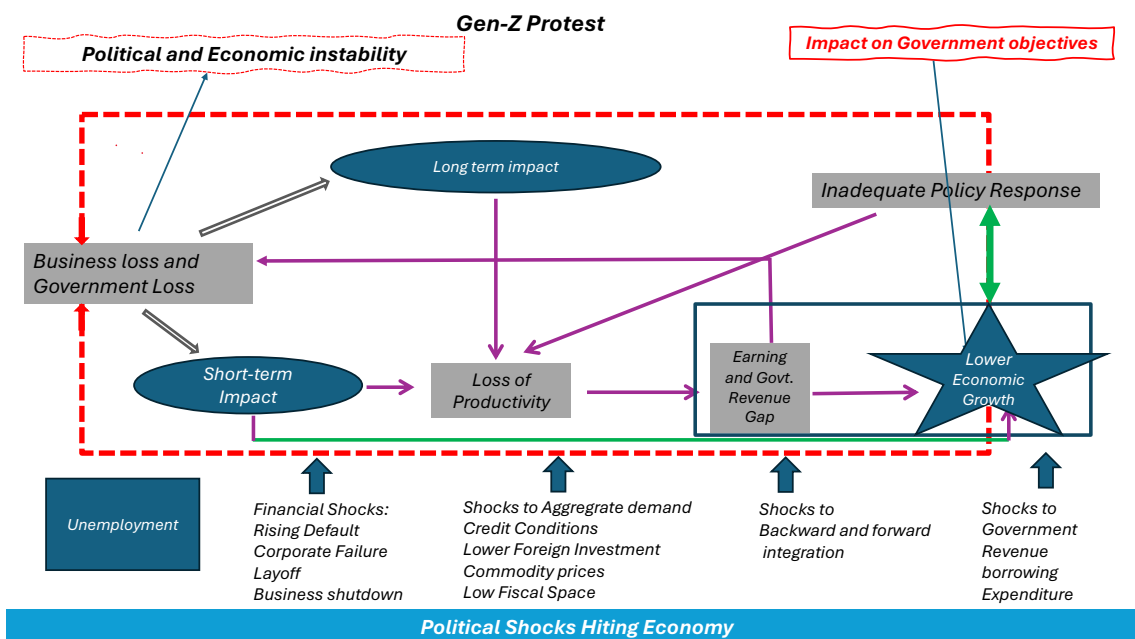 Gen-Z Protest
Political and Economic instability
Impact on Government objectives
Long term impact
Inadequate Policy Response
Business loss and
Government Loss
Short-term
Impact
Loss of
Productivity
Earning
and Govt.
Revenue
Gap
Lower
Economic
Growth
Unemployment
Financial Shocks:
Rising Default
Corporate Failure
Layoff
Business shutdown
Shocks to Aggregrate demand
Credit Conditions
Lower Foreign Investment
Commodity prices
Low Fiscal Space
Shocks to
Backward and forward
integration
Shocks to
Government
Revenue
borrowing
Expenditure
Political Shocks Hiting Economy